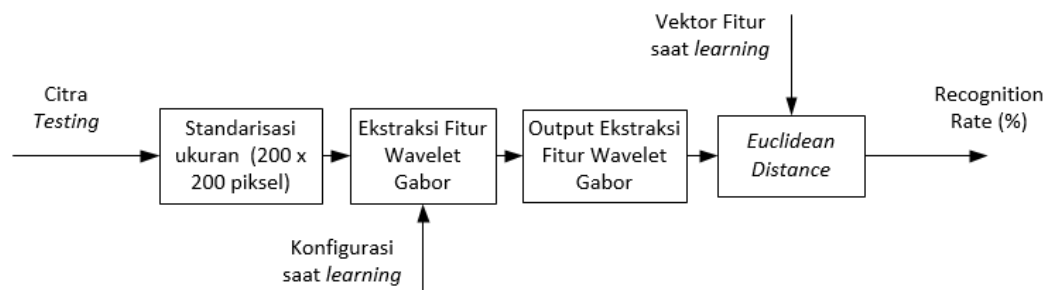 Citra
Testing
Standarisasi
ukuran (200 x
200 piksel)
Ekstraksi Fitur
Wavelet
Gabor
Konfigurasi
saat learning
Output Ekstraksi
Fitur Wavelet
Gabor
Vektor Fitur
saat learning
Euclidean
Distance
Recognition
Rate (%)